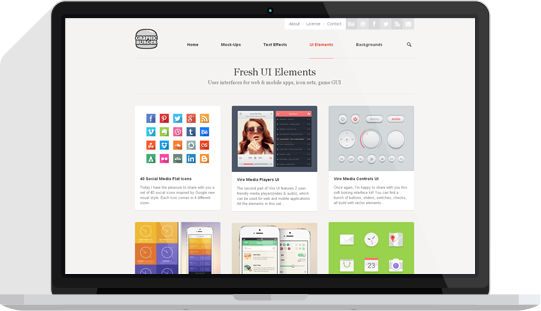 About License Contact
GRAPHIC
BURGER
Home Mock-Ups Text Effects UI Elements Backgrounds
Fresh UI Elements
User interfaces for web & mobile apps, icon sets, game GUI
40 Social Media Flat Icons
Today I have the pleasure to share with you a
set of 40 social icons inspired by Google new
visual style. Each icon comes in 4 different
sizes...
Vire Media Players UI
The second part of Vire UI features 2 user
friendly media players(video & audio), which
can be used for web and mobile applications.
All the elements in this set...
Vire Media Controls UI
Once again, I'm happy to share with you this
soft looking interface kit! You can find a
bunch of buttons, sliders, switches, checks,
all build with vector elements...
23